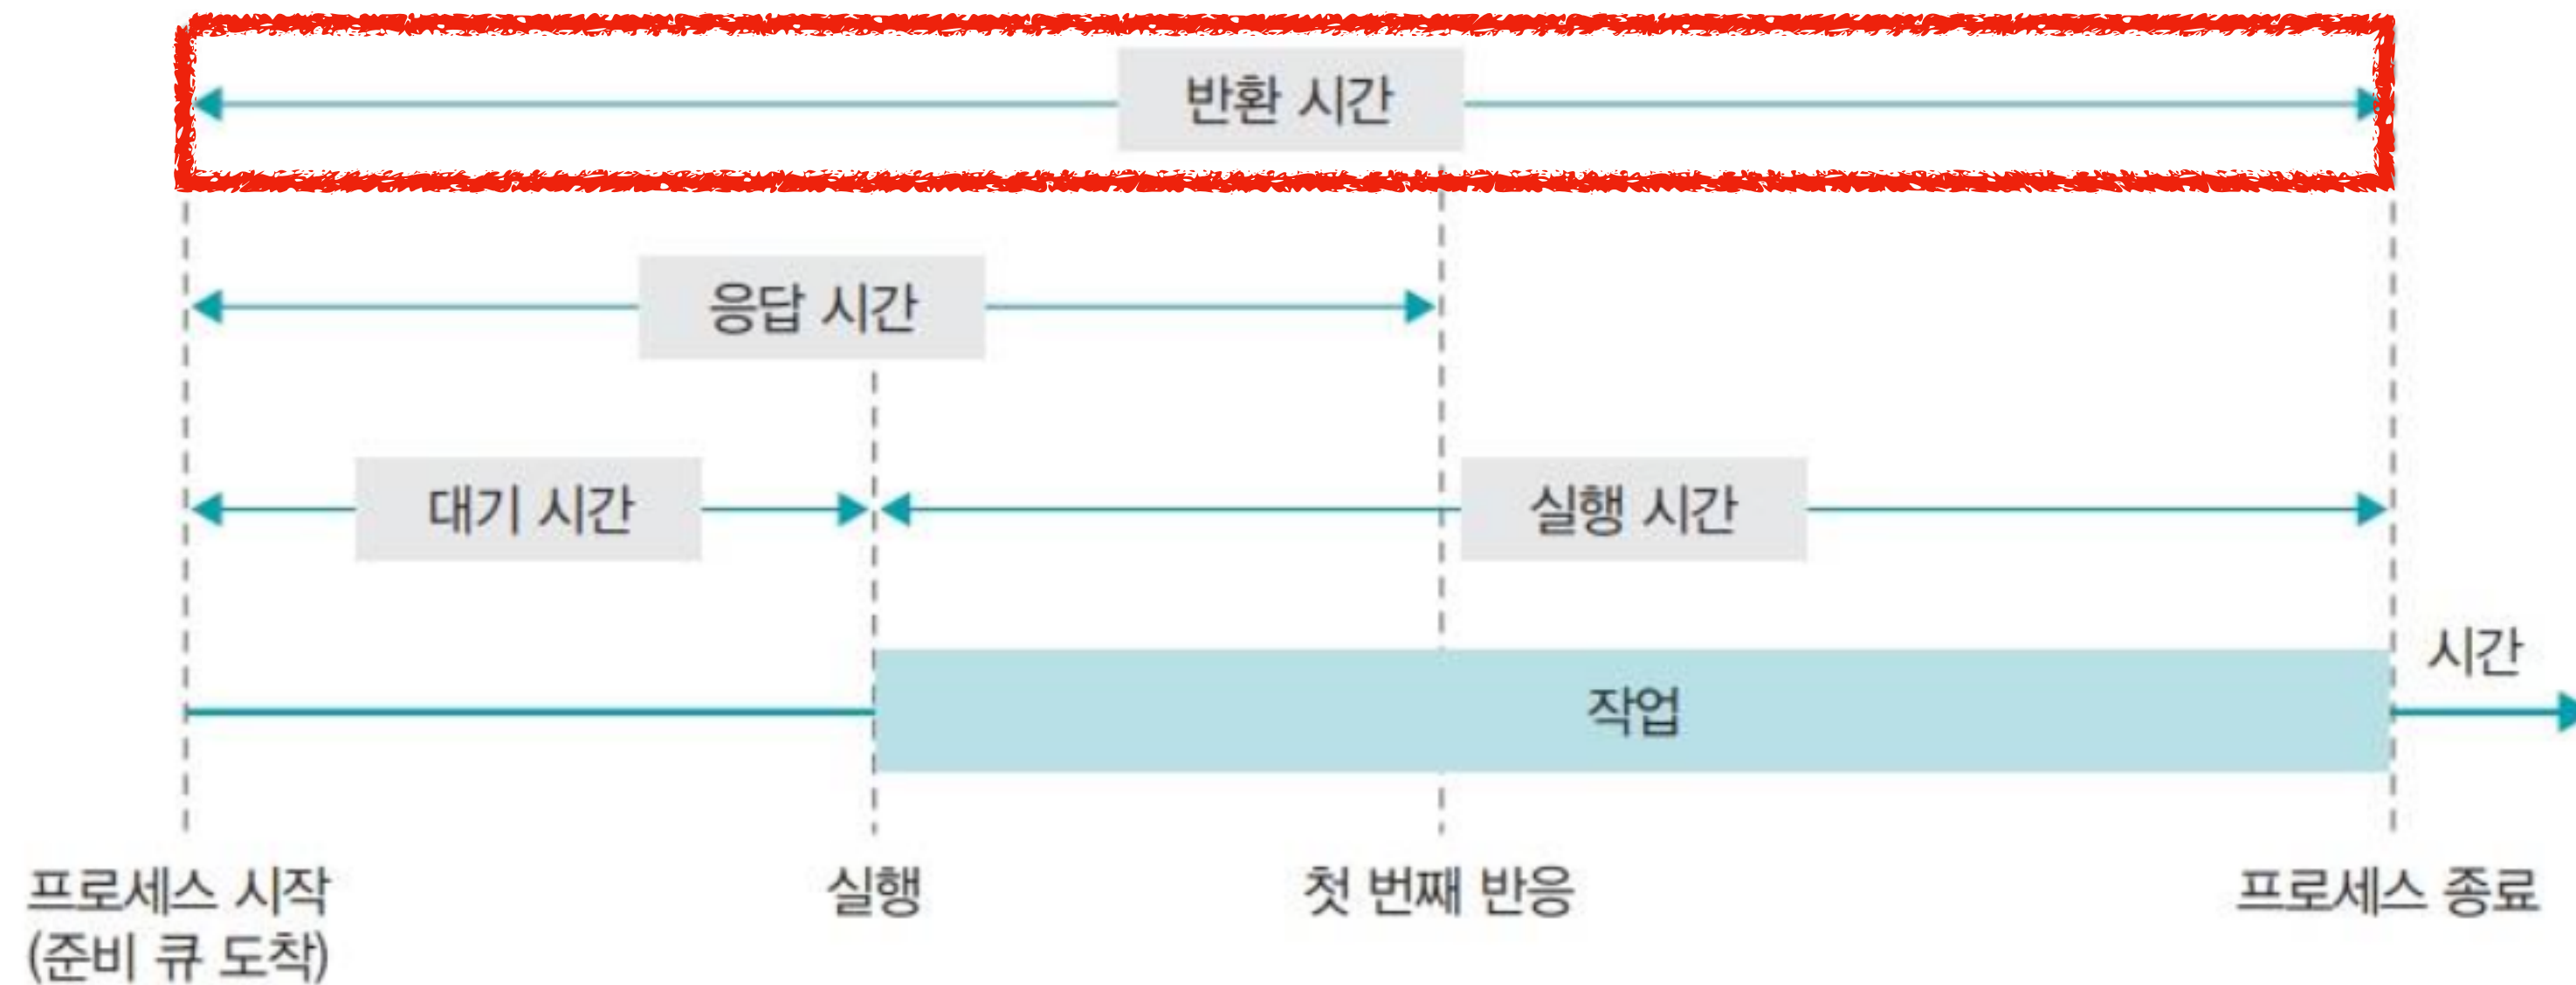 반환 시간
응답 시간
대기 시간
실행 시간
시간
작업
프로세스 시작
(준비 큐 도착)
실행
첫 번째 반응
프로세스 종료